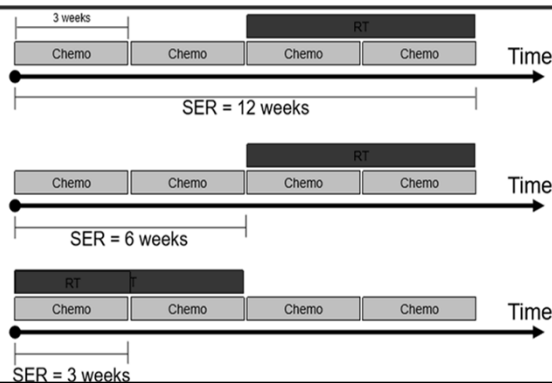 3 weeks
RT
Chemo Chemo Chemo Chemo
Time
SER = 12 weeks
RT
Chemo Chemo Chemo Chemo
Time
SER = 6 weeks
RT T
Chemo Chemo Chemo Chemo
Time
SER = 3 weeks